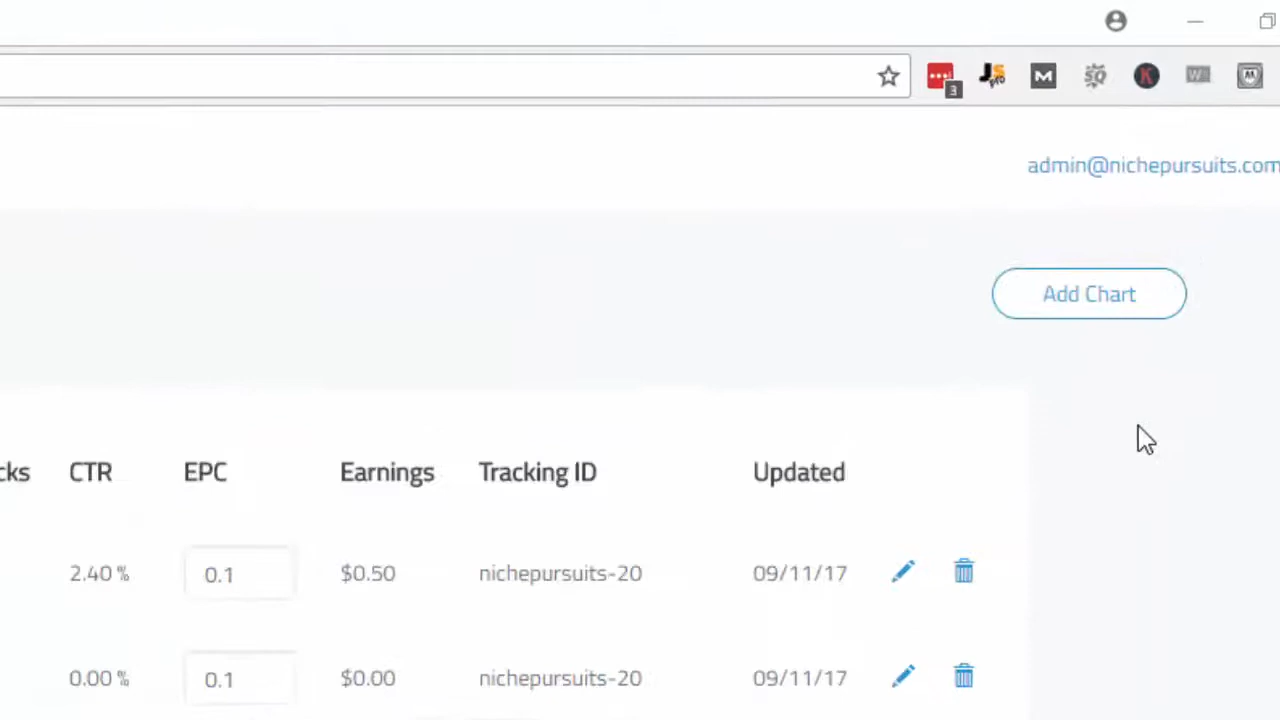 3
admin@nichepursuits.com
Add Chart
cks CTR EPC Earnings Tracking ID Updated
2.40 % 0.1 $0.50 nichepursuits-20 09/11/17
0.00 % 0.1 $0.00 nichepursuits-20 09/11/17